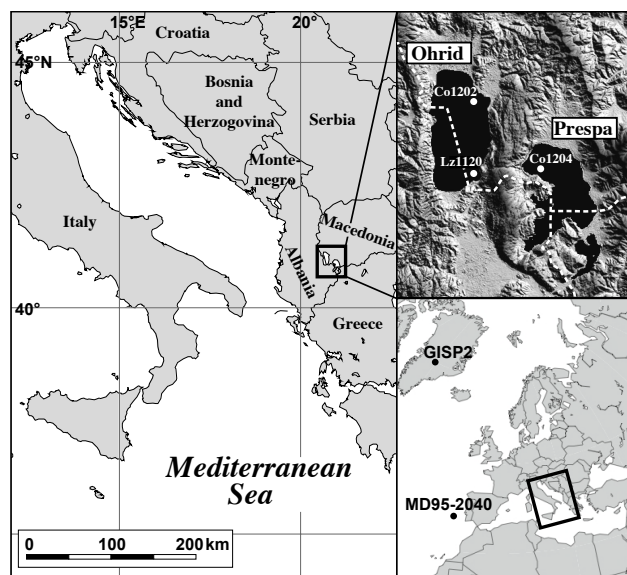 15°E
20°
Croatia
45°N
Bosnia
and
Herzogovina
Serbia
Monte-
negro
Italy
Macedonia
Albania
40°
Greece
Mediterranean
Sea
0
100
200 km
Ohrid
Co1202
Prespa
Lz1120
Co1204
GISP2
MD95-2040